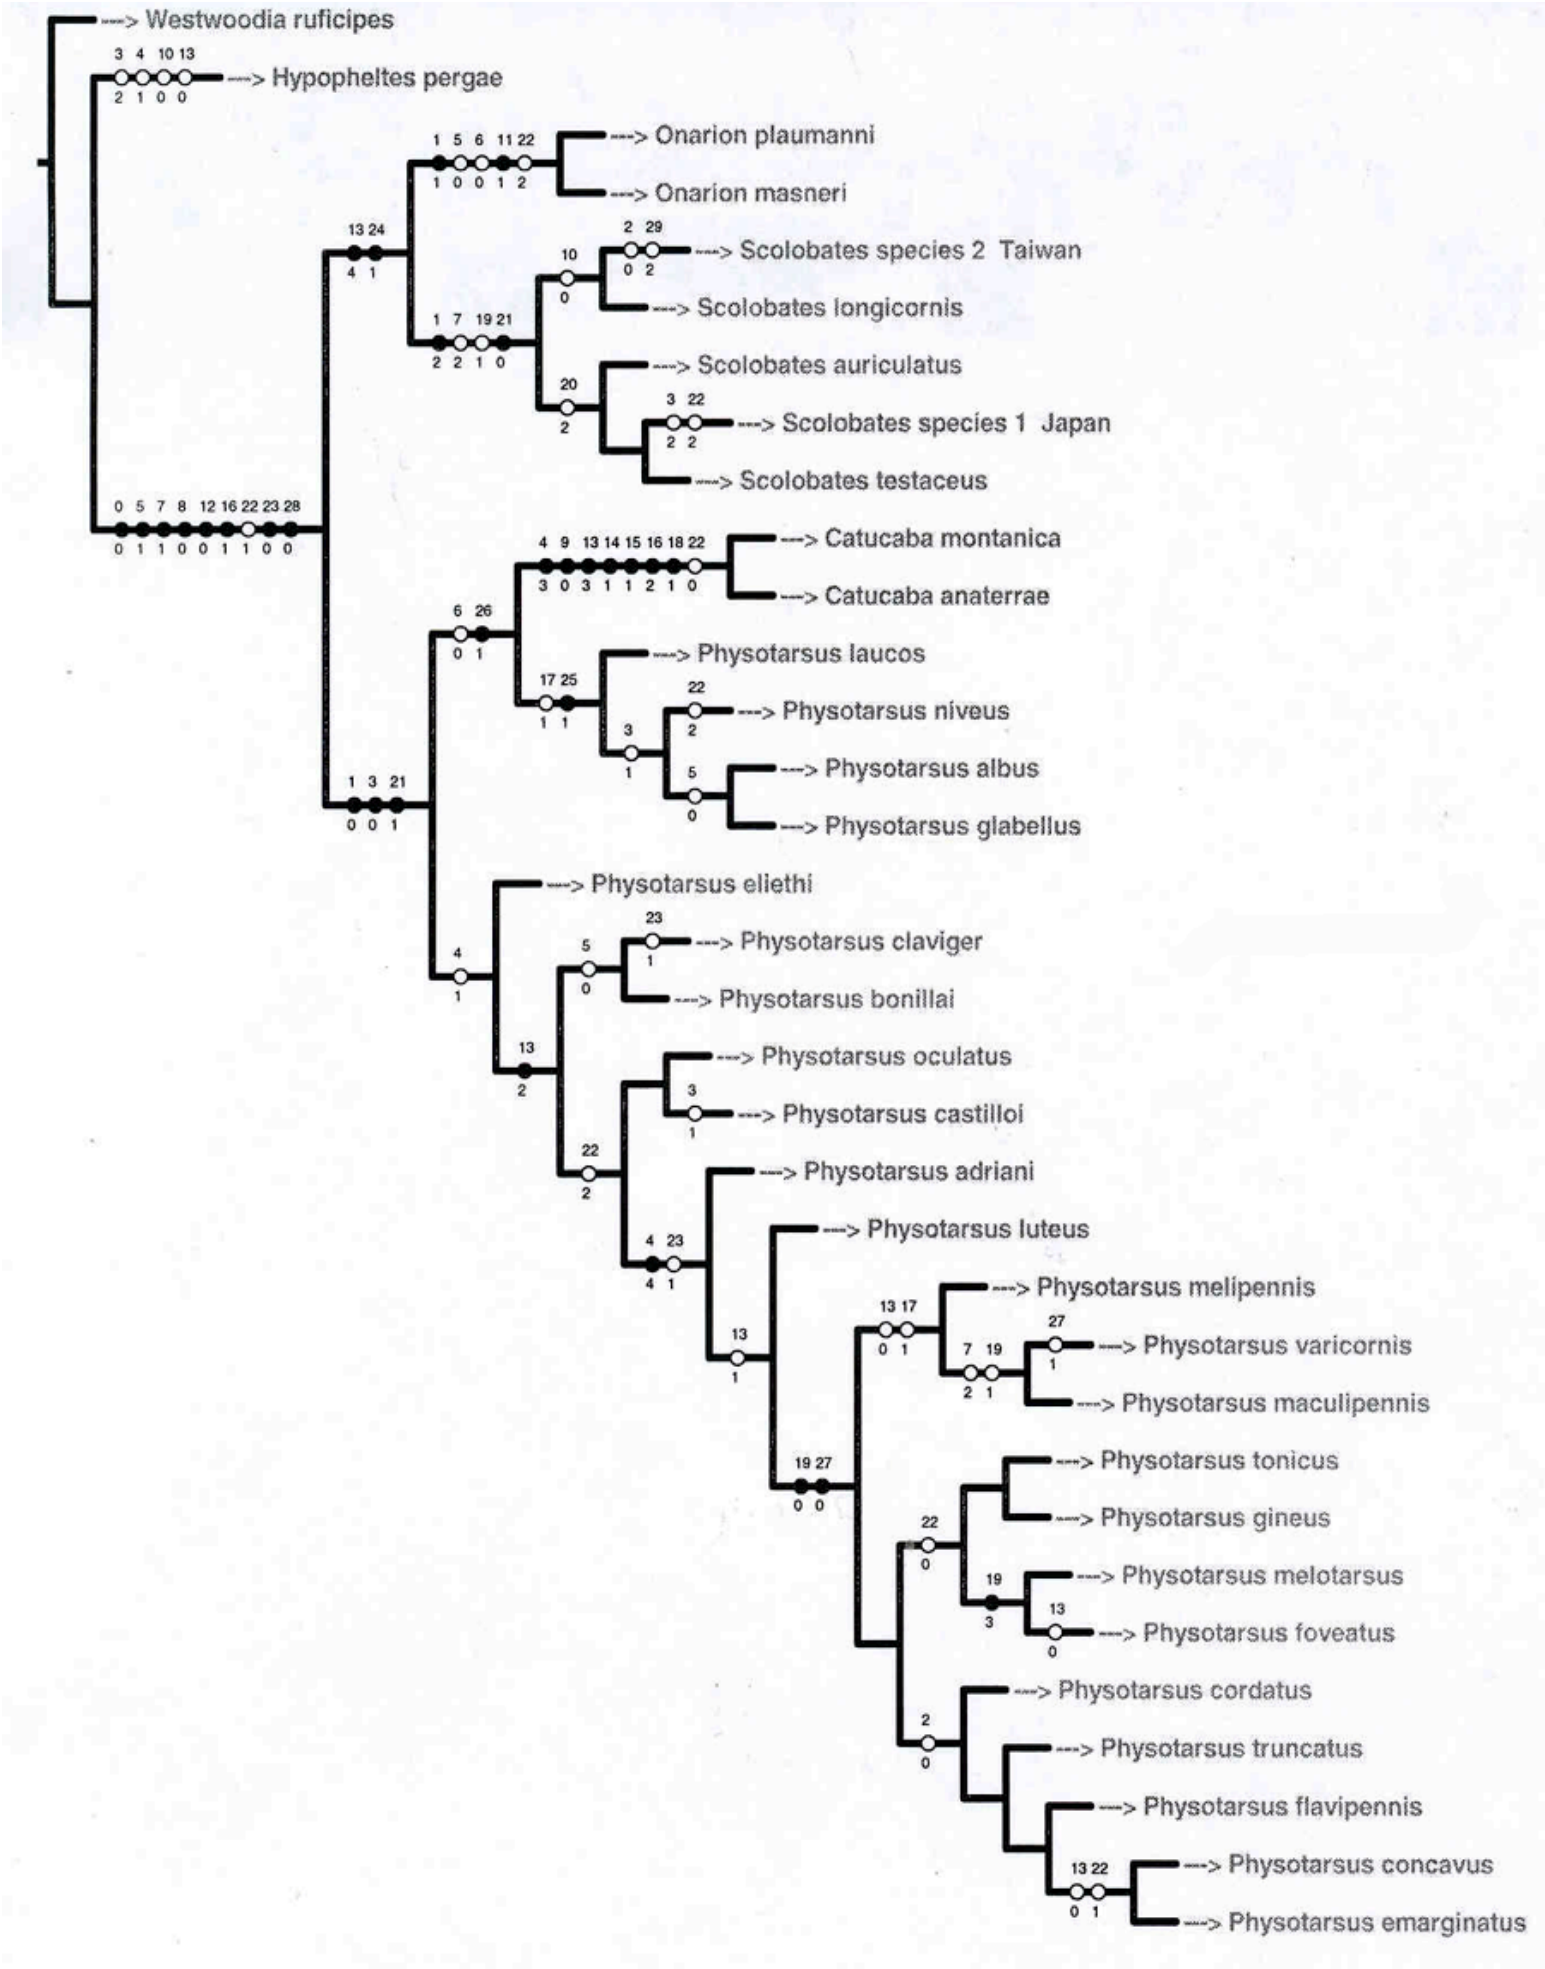 Westwoodia ruficipes
3 4 10 13
Hypopheltes pergae
2 1 0 0
1 5 6 11 22
Onarion plaumanni
1 0 0 1 2
Onarion masneri
13 24
4 1
2 29
Scolobates species 2 Taiwan
0 2
10
0
Scolobates longicornis
1 7 19 21
2 2 1 0
Scolobates auriculatus
20
2
3 22
Scolobates species 1 Japan
2 2
Scolobates testaceus
0 5 7 8 12 16 22 23 28
0 1 1 0 0 1 1 0 0
4 9 13 14 15 16 18 22
Catucaba montanica
3 0 3 1 1 2 1 0
Catucaba anaterrae
6 26
0 1
Physotarsus laucos
17 25
1 1
22
Physotarsus niveus
2
3
1
Physotarsus albus
5
0
Physotarsus glabellus
1 3 21
0 0 1
Physotarsus eliethi
23
Physotarsus claviger
1
5
0
Physotarsus bonillai
4
1
13
2
Physotarsus oculatus
3
Physotarsus castilloi
1
22
2
Physotarsus adriani
Physotarsus luteus
4 23
4 1
Physotarsus melipennis
13 17
0 1
27
Physotarsus varicornis
1
13
1
7 19
2 1
Physotarsus maculipennis
19 27
0 0
Physotarsus tonicus
Physotarsus gineus
22
0
Physotarsus melotarsus
19
3
13
Physotarsus foveatus
0
Physotarsus cordatus
2
0
Physotarsus truncatus
Physotarsus flavipennis
Physotarsus concavus
13 22
0 1
Physotarsus emarginatus